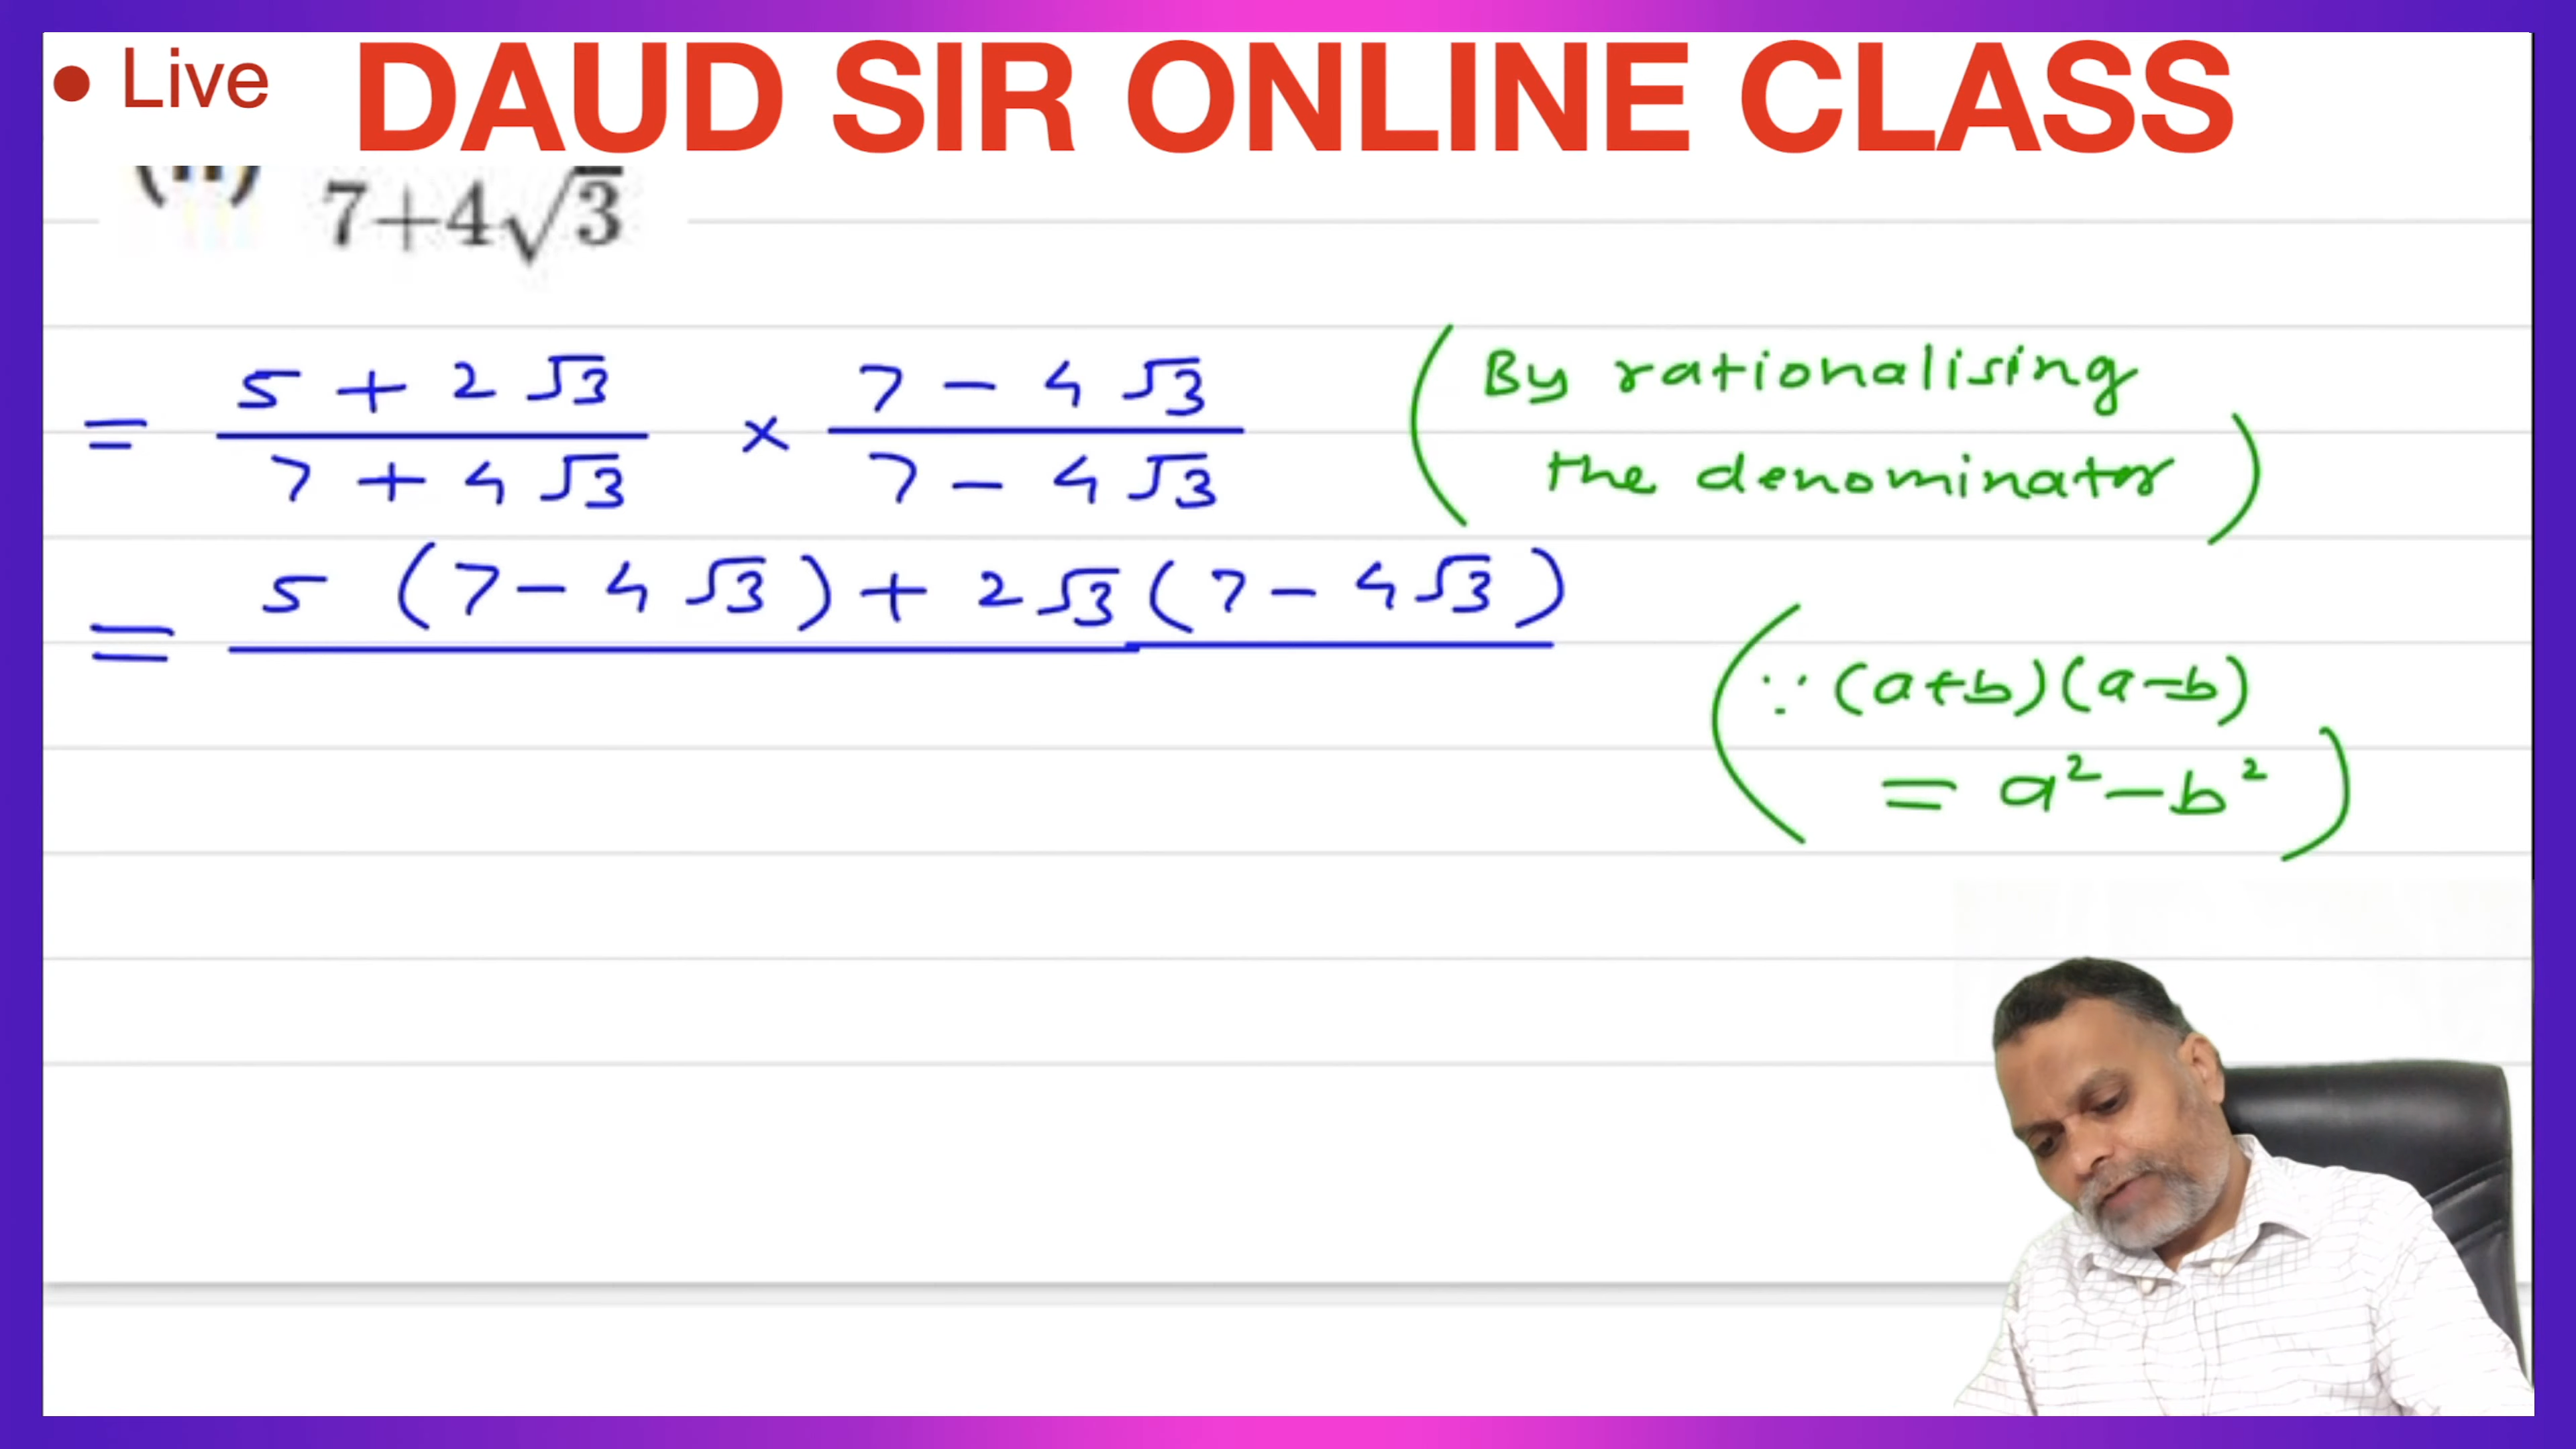 • Live DAUD SIR ONLINE CLASS
(ii) 7+4√3
= 5 + 2√3 / 7 + 4√3 × 7 - 4√3 / 7 - 4√3 (By rationalising
the denominator)
= 5 (7 - 4√3) + 2√3 (7 - 4√3)
(∵ (a+b)(a-b)
= a² - b²)